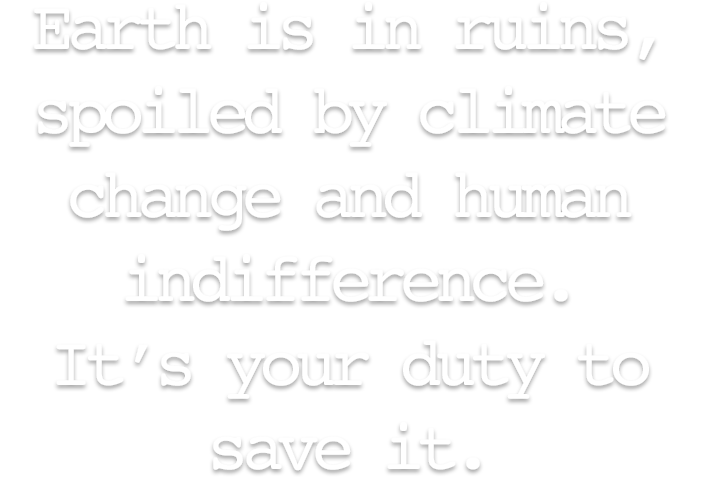 Earth is in ruins,
spoiled by climate
change and human
indifference.
It's your duty to
save it.